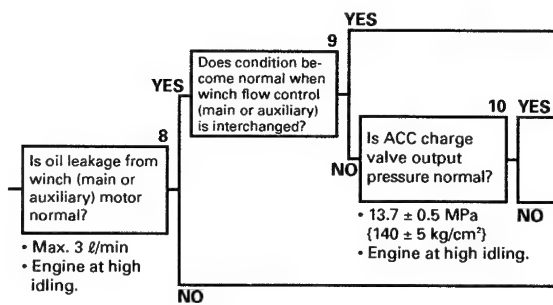 YES
9
Does condition be-
come normal when
winch flow control
(main or auxiliary)
is interchanged?
YES
8
Is oil leakage from
winch (main or
auxiliary) motor
normal?
• Max. 3 ℓ/min
• Engine at high
idling.
NO
10
YES
Is ACC charge
valve output
pressure normal?
NO
• 13.7 ± 0.5 MPa
{140 ± 5 kg/cm²}
• Engine at high idling.
NO